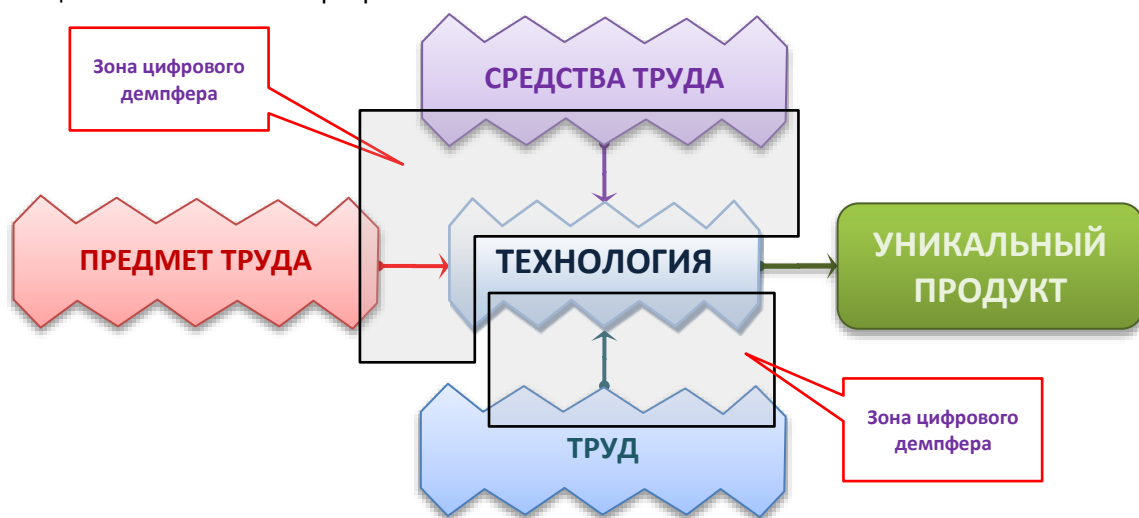 Зона цифрового
демпфера
СРЕДСТВА ТРУДА
ПРЕДМЕТ ТРУДА
ТЕХНОЛОГИЯ
УНИКАЛЬНЫЙ
ПРОДУКТ
Зона цифрового
демпфера
ТРУД